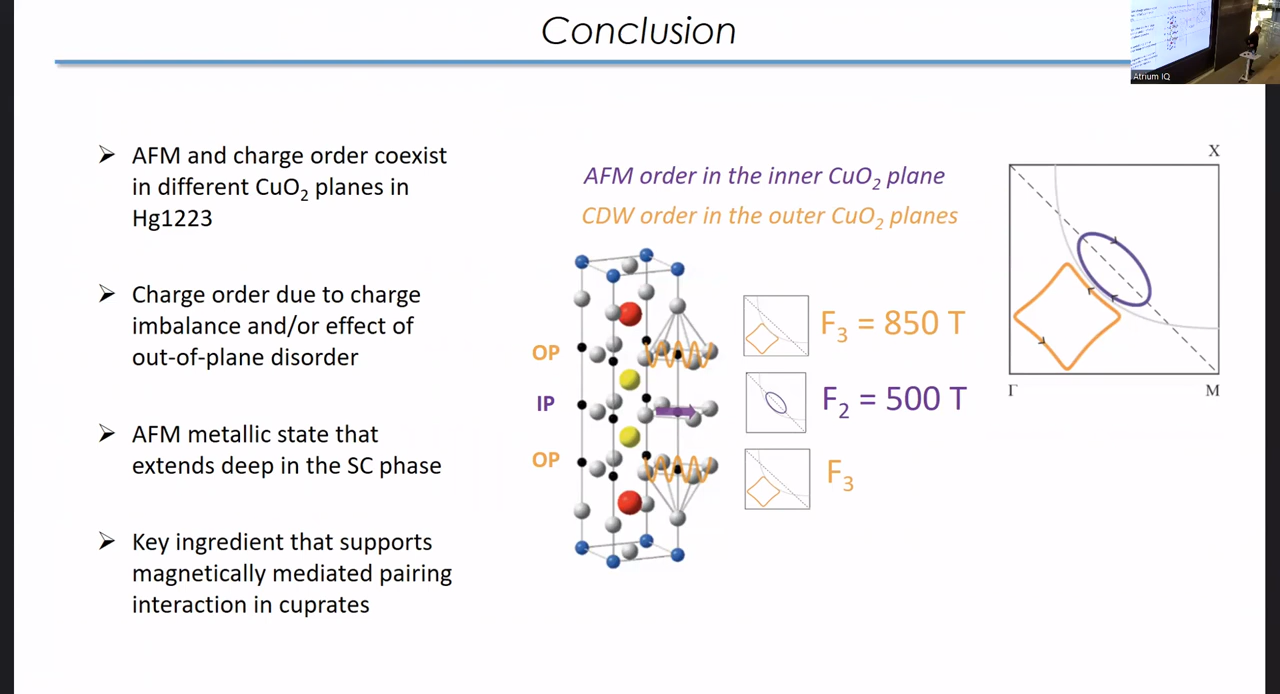 Conclusion
Atrium IQ
➢ AFM and charge order coexist
in different CuO₂ planes in
Hg1223
➢ Charge order due to charge
imbalance and/or effect of
out-of-plane disorder
➢ AFM metallic state that
extends deep in the SC phase
➢ Key ingredient that supports
magnetically mediated pairing
interaction in cuprates
AFM order in the inner CuO₂ plane
CDW order in the outer CuO₂ planes
OP
IP
OP
F₃ = 850 T
F₂ = 500 T
F₃
X
Γ
M